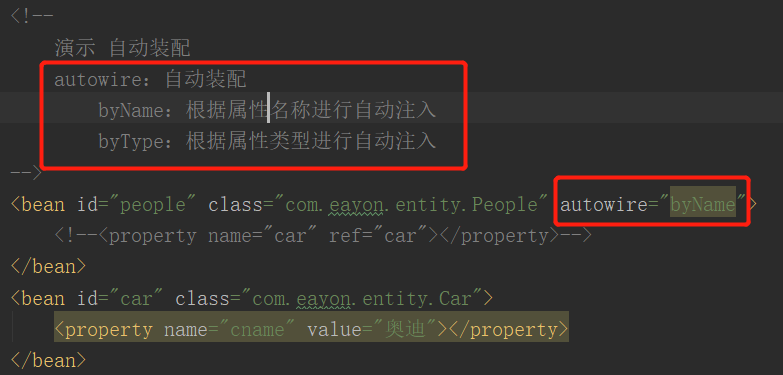 <!--
演示 自动装配
autowire：自动装配
byName：根据属性名称进行自动注入
byType：根据属性类型进行自动注入
-->
<bean id="people" class="com.eayon.entity.People" autowire="byName">
<!--<property name="car" ref="car"></property>-->
</bean>
<bean id="car" class="com.eayon.entity.Car">
<property name="cname" value="奥迪"></property>
</bean>